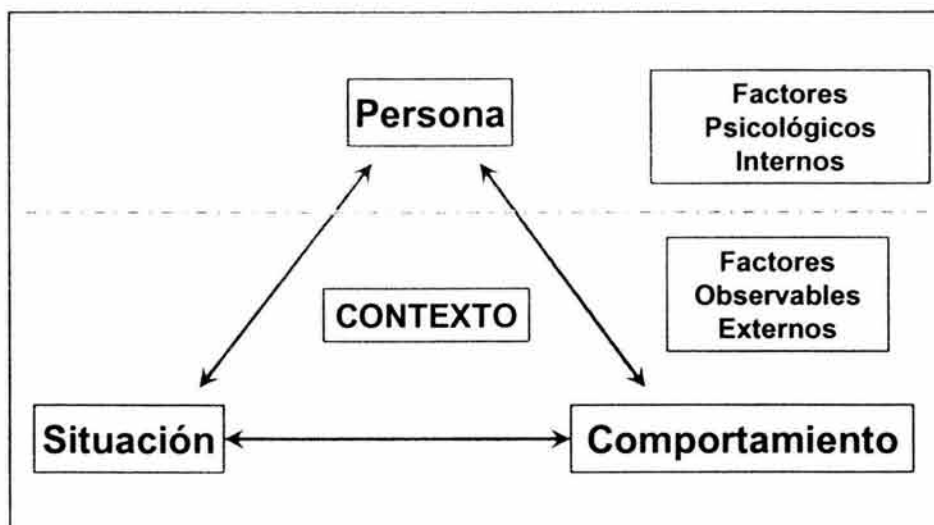 Persona
Factores
Psicológicos
Internos
Factores
Observables
Externos
CONTEXTO
Situación
Comportamiento